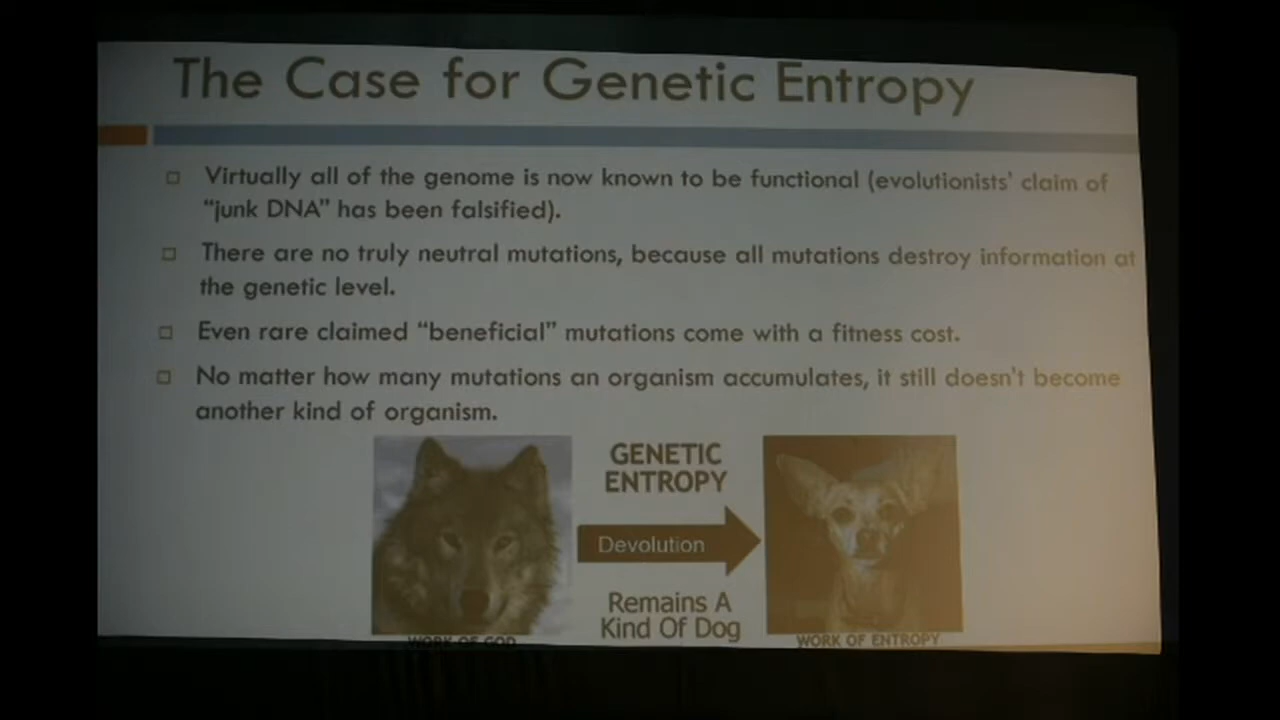 The Case for Genetic Entropy
Virtually all of the genome is now known to be functional (evolutionists' claim of
"junk DNA" has been falsified).
There are no truly neutral mutations, because all mutations destroy information at
the genetic level.
Even rare claimed "beneficial" mutations come with a fitness cost.
No matter how many mutations an organism accumulates, it still doesn't become
another kind of organism.
GENETIC
ENTROPY
Devolution
Remains A
Kind Of Dog
WORK OF GOD
WORK OF ENTROPY